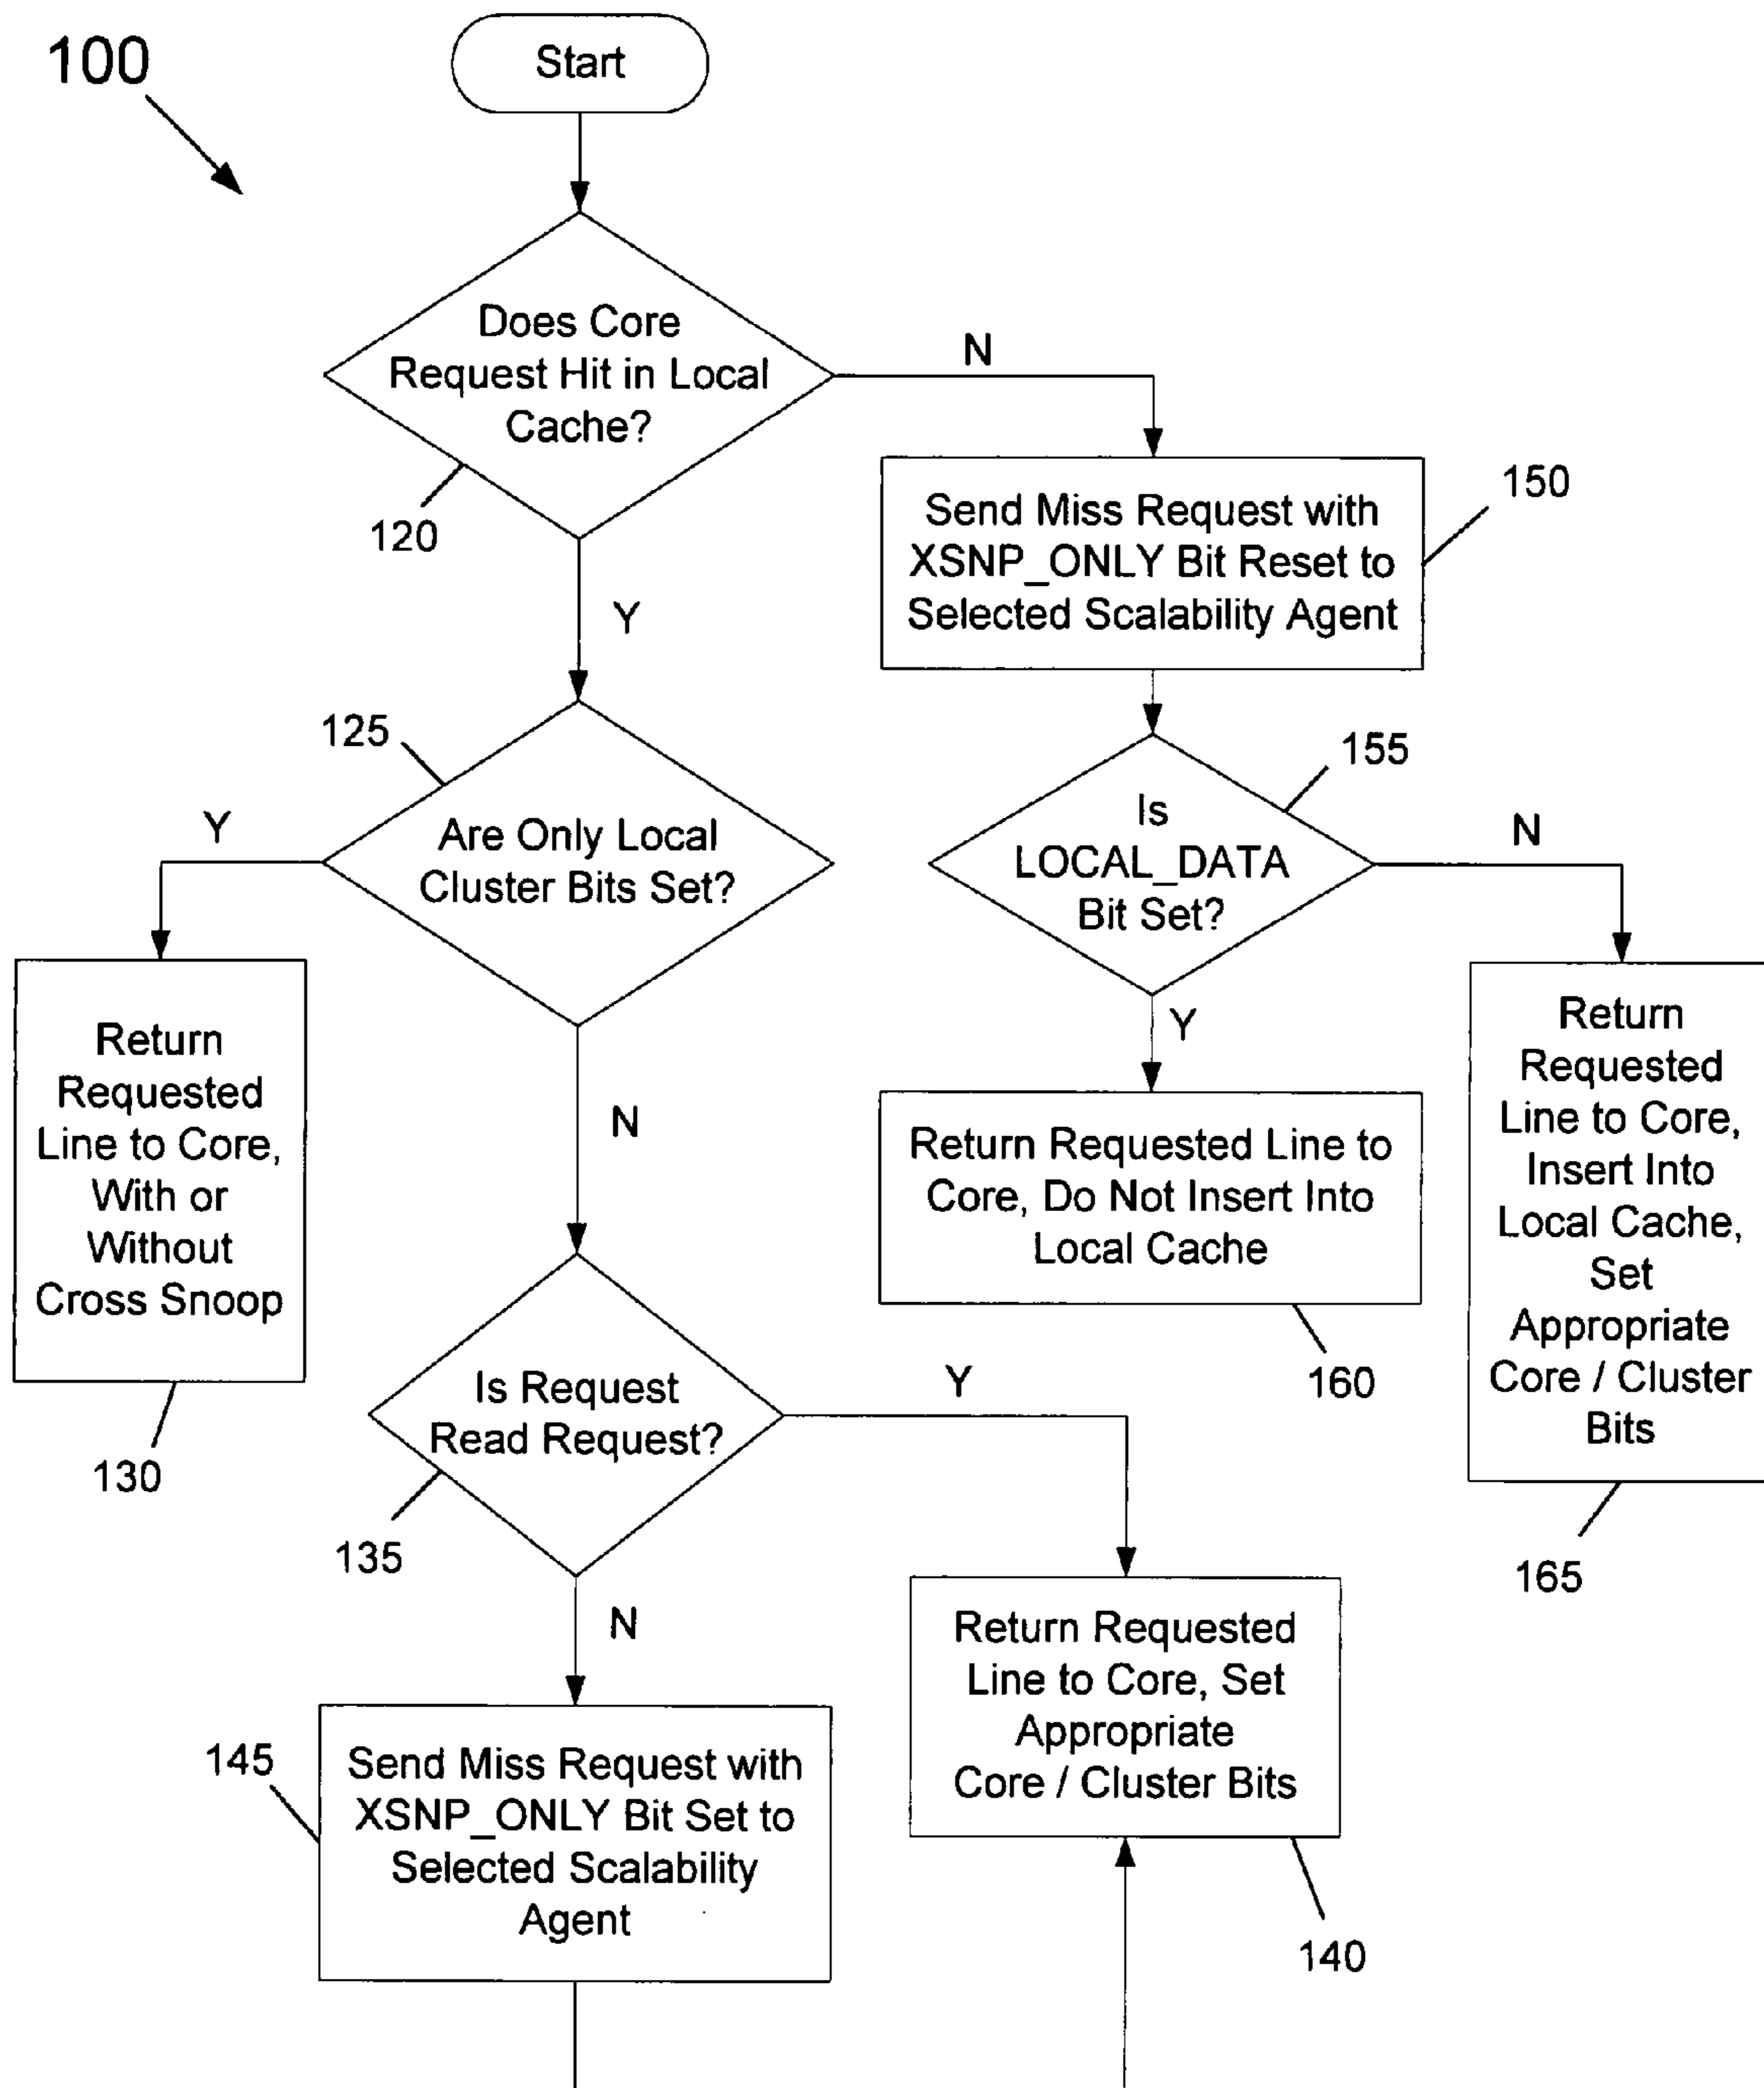 100
Start
Does Core
Request Hit in Local
Cache?
N
120
150
Send Miss Request with
XSNP_ONLY Bit Reset to
Selected Scalability Agent
Y
125
155
Y
Are Only Local
Cluster Bits Set?
Is
LOCAL_DATA
Bit Set?
N
Return
Requested
Line to Core,
With or
Without
Cross Snoop
130
N
Y
Return Requested Line to
Core, Do Not Insert Into
Local Cache
160
Return
Requested
Line to Core,
Insert Into
Local Cache,
Set
Appropriate
Core / Cluster
Bits
165
Is Request
Read Request?
Y
135
N
Return Requested
Line to Core, Set
Appropriate
Core / Cluster Bits
140
145
Send Miss Request with
XSNP_ONLY Bit Set to
Selected Scalability
Agent